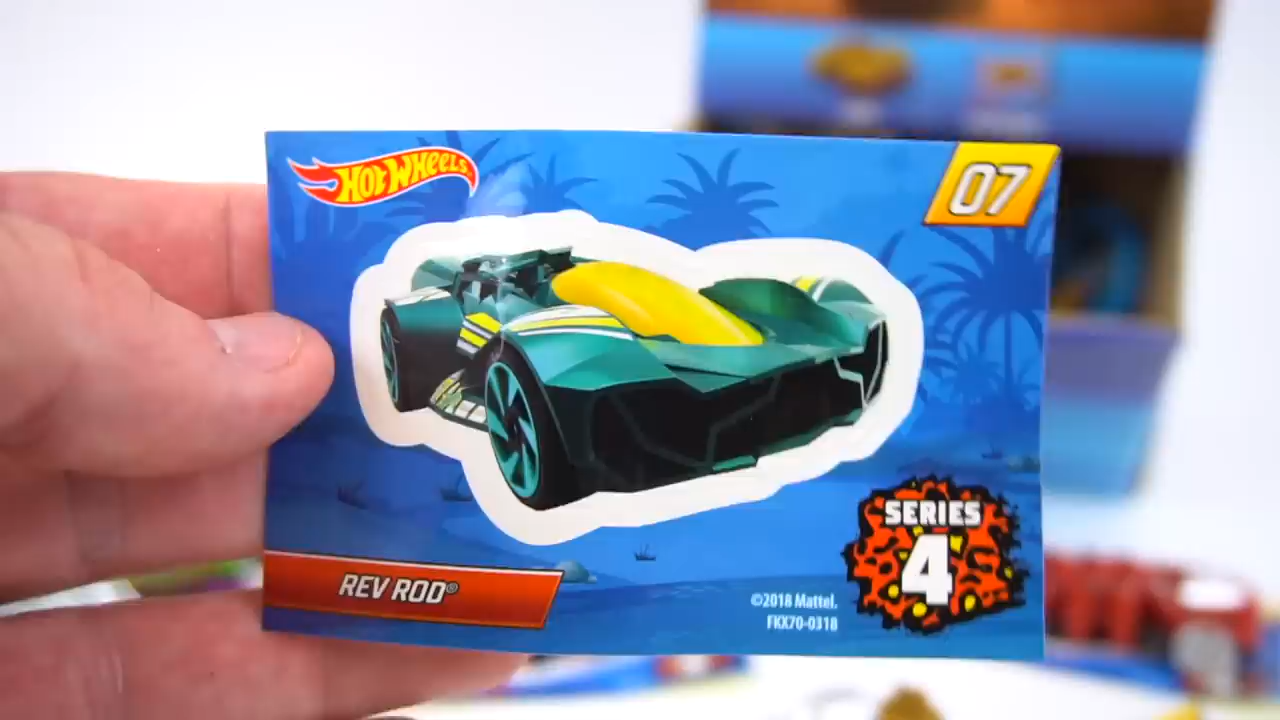 HOT WHEELS
07
SERIES
4
REV ROD®
©2018 Mattel.
FKX70-0318